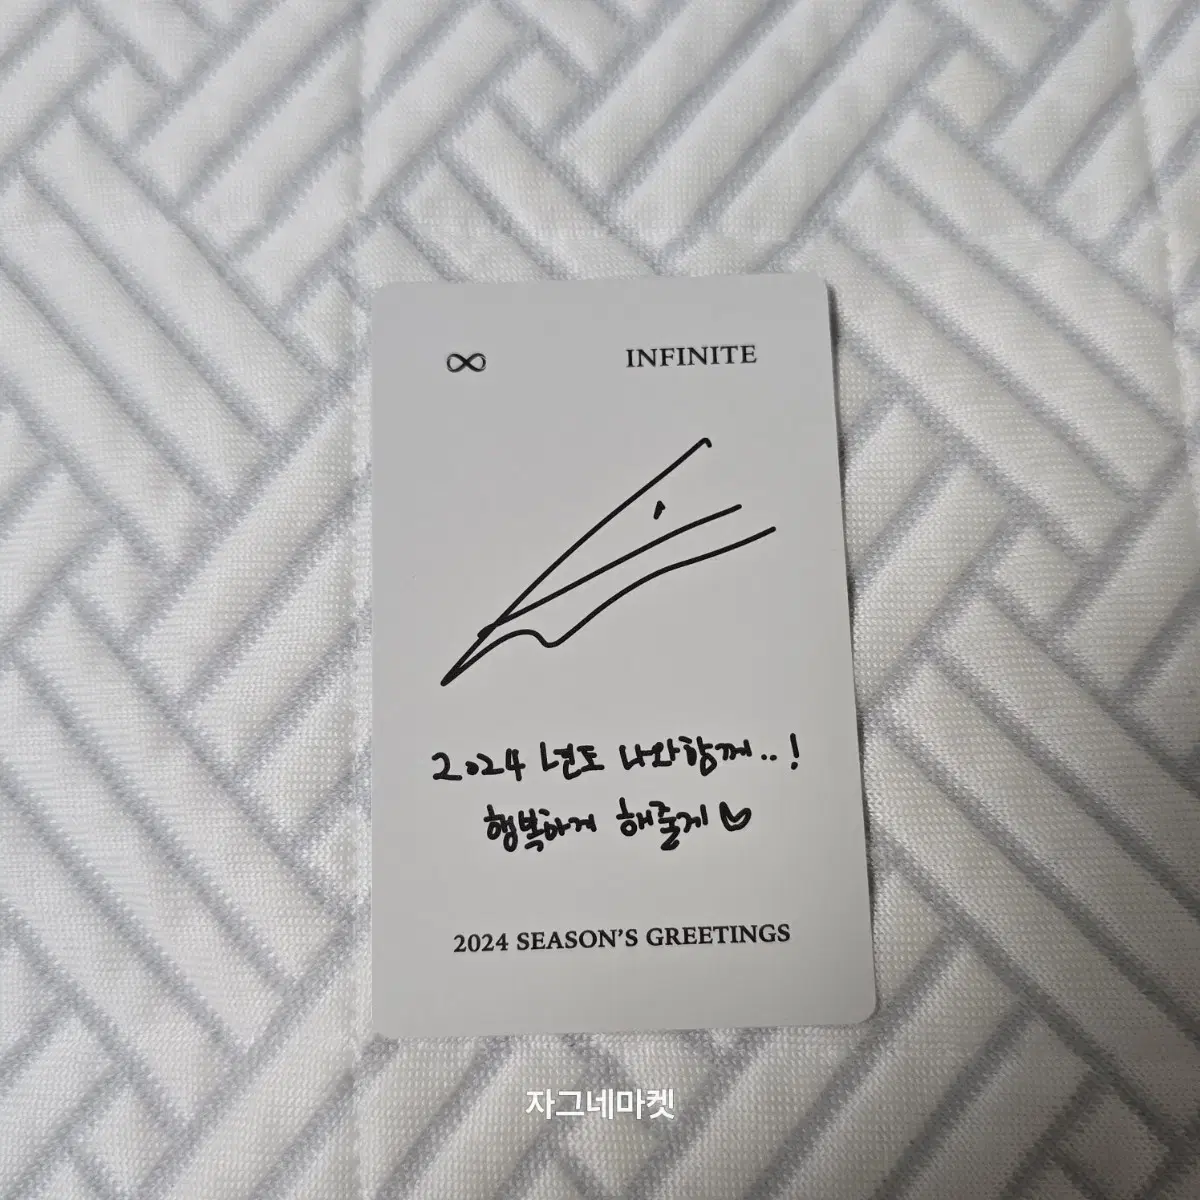 ∞ INFINITE
2024 년도 나와함께..!
행복하게 해줄게♡
2024 SEASON'S GREETINGS
자그네마켓